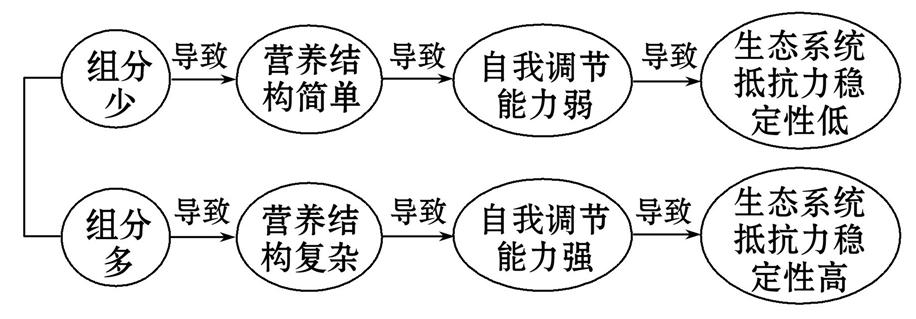 组分
少
导致
营养结
构简单
导致
自我调节
能力弱
导致
生态系统
抵抗力稳
定性低
组分
多
导致
营养结
构复杂
导致
自我调节
能力强
导致
生态系统
抵抗力稳
定性高